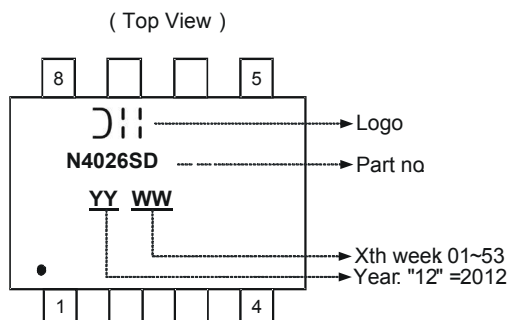 ( Top View )
8 5
Logo
N4026SD Part no.
YY WW
Xth week 01~53
Year: "12" =2012
1 4